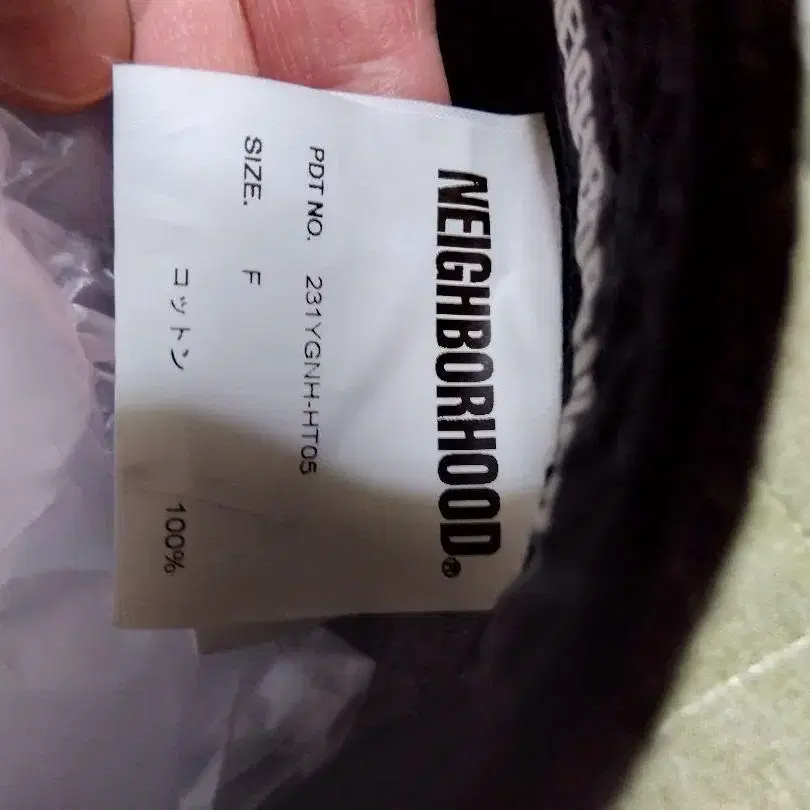 NEIGHBORHOOD®
PDT NO. 231YGNH-HT05
SIZE. F
コットン 100%